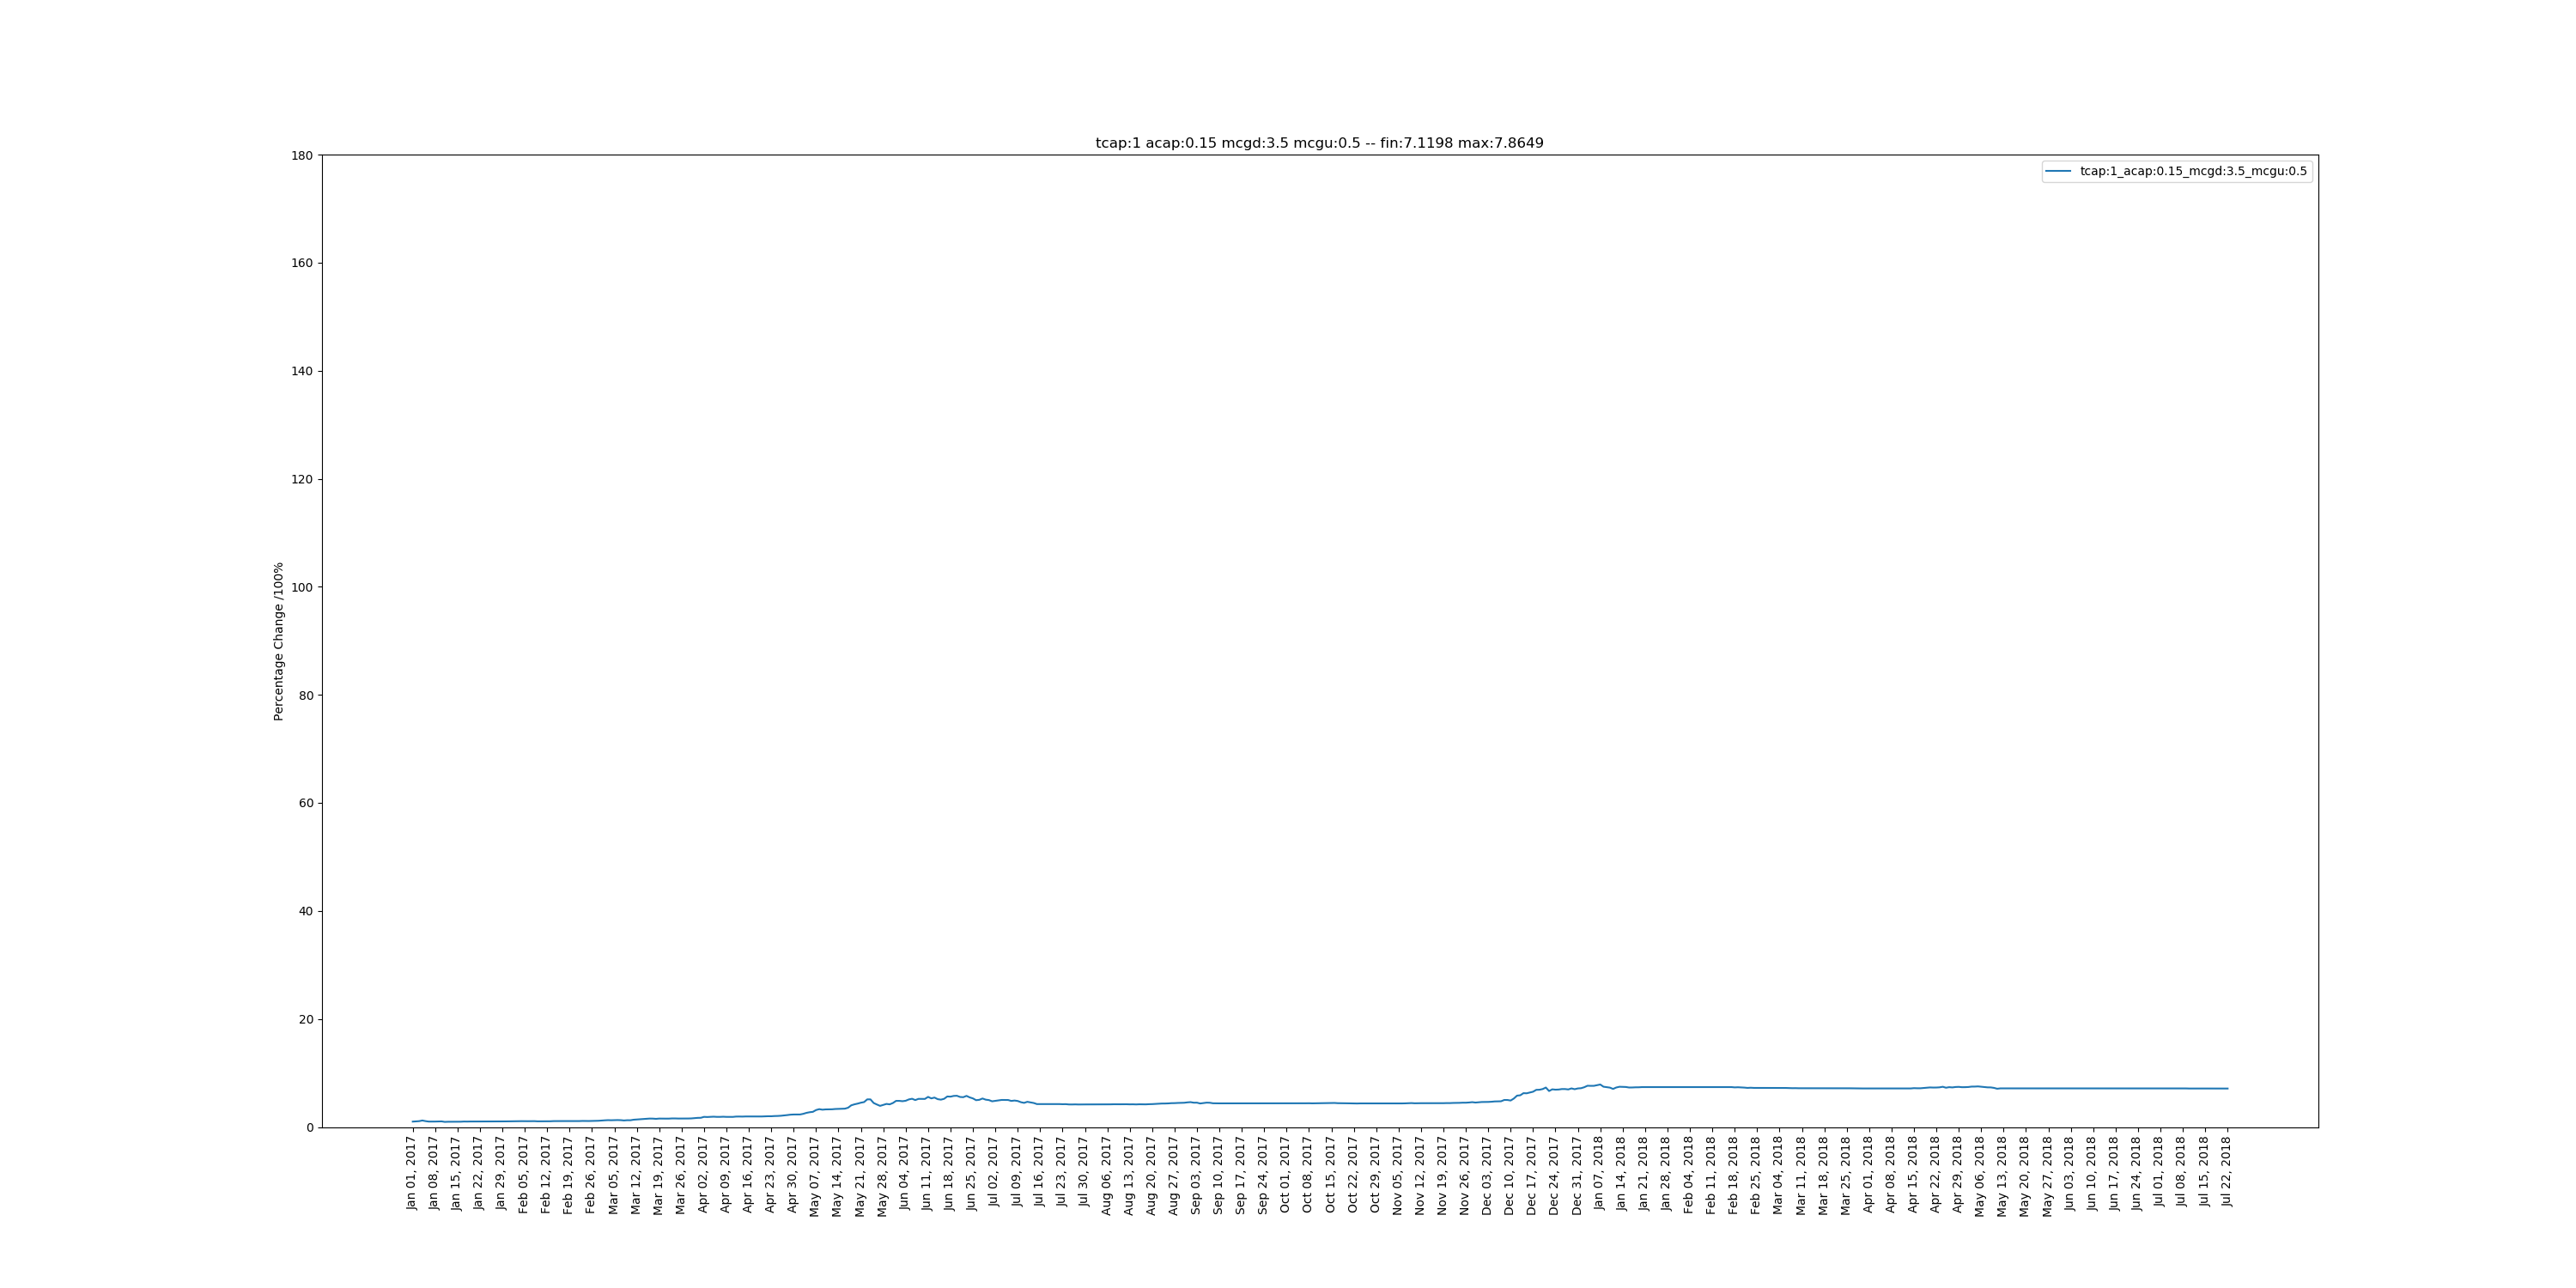 tcap:1 acap:0.15 mcgd:3.5 mcgu:0.5 -- fin:7.1198 max:7.8649
tcap:1_acap:0.15_mcgd:3.5_mcgu:0.5
Percentage Change /100%
180
160
140
120
100
80
60
40
20
0
Jan 01, 2017
Jan 08, 2017
Jan 15, 2017
Jan 22, 2017
Jan 29, 2017
Feb 05, 2017
Feb 12, 2017
Feb 19, 2017
Feb 26, 2017
Mar 05, 2017
Mar 12, 2017
Mar 19, 2017
Mar 26, 2017
Apr 02, 2017
Apr 09, 2017
Apr 16, 2017
Apr 23, 2017
Apr 30, 2017
May 07, 2017
May 14, 2017
May 21, 2017
May 28, 2017
Jun 04, 2017
Jun 11, 2017
Jun 18, 2017
Jun 25, 2017
Jul 02, 2017
Jul 09, 2017
Jul 16, 2017
Jul 23, 2017
Jul 30, 2017
Aug 06, 2017
Aug 13, 2017
Aug 20, 2017
Aug 27, 2017
Sep 03, 2017
Sep 10, 2017
Sep 17, 2017
Sep 24, 2017
Oct 01, 2017
Oct 08, 2017
Oct 15, 2017
Oct 22, 2017
Oct 29, 2017
Nov 05, 2017
Nov 12, 2017
Nov 19, 2017
Nov 26, 2017
Dec 03, 2017
Dec 10, 2017
Dec 17, 2017
Dec 24, 2017
Dec 31, 2017
Jan 07, 2018
Jan 14, 2018
Jan 21, 2018
Jan 28, 2018
Feb 04, 2018
Feb 11, 2018
Feb 18, 2018
Feb 25, 2018
Mar 04, 2018
Mar 11, 2018
Mar 18, 2018
Mar 25, 2018
Apr 01, 2018
Apr 08, 2018
Apr 15, 2018
Apr 22, 2018
Apr 29, 2018
May 06, 2018
May 13, 2018
May 20, 2018
May 27, 2018
Jun 03, 2018
Jun 10, 2018
Jun 17, 2018
Jun 24, 2018
Jul 01, 2018
Jul 08, 2018
Jul 15, 2018
Jul 22, 2018